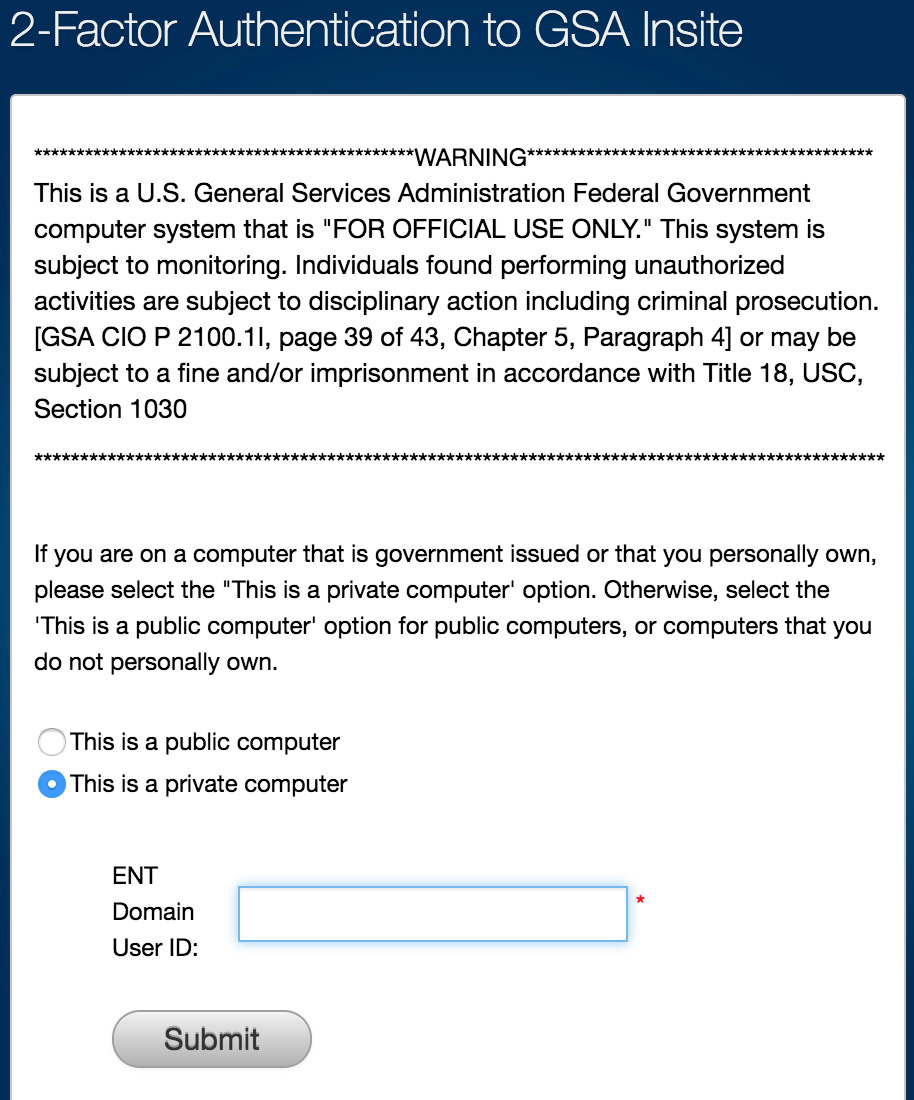 2-Factor Authentication to GSA Insite
*********************************************WARNING*****************************************
This is a U.S. General Services Administration Federal Government
computer system that is "FOR OFFICIAL USE ONLY." This system is
subject to monitoring. Individuals found performing unauthorized
activities are subject to disciplinary action including criminal prosecution.
[GSA CIO P 2100.1I, page 39 of 43, Chapter 5, Paragraph 4] or may be
subject to a fine and/or imprisonment in accordance with Title 18, USC,
Section 1030
*****************************************************************************************************
If you are on a computer that is government issued or that you personally own,
please select the "This is a private computer' option. Otherwise, select the
'This is a public computer' option for public computers, or computers that you
do not personally own.
This is a public computer
This is a private computer
ENT
Domain
User ID:
*
Submit